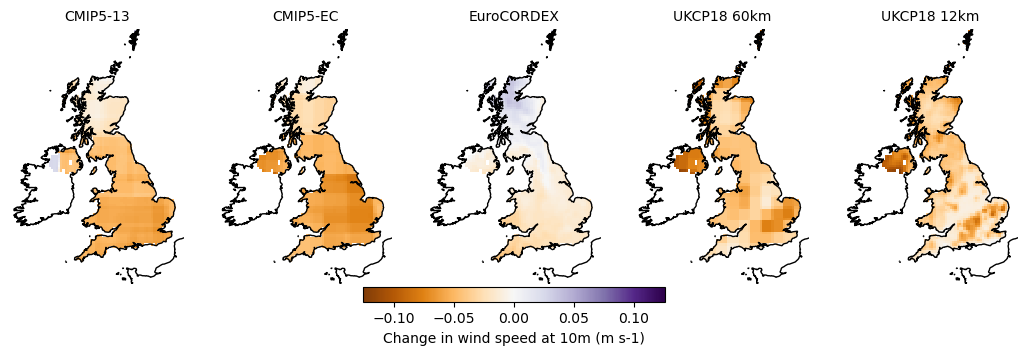 CMIP5-13 CMIP5-EC EuroCORDEX UKCP18 60km UKCP18 12km
−0.10 −0.05 0.00 0.05 0.10
Change in wind speed at 10m (m s-1)